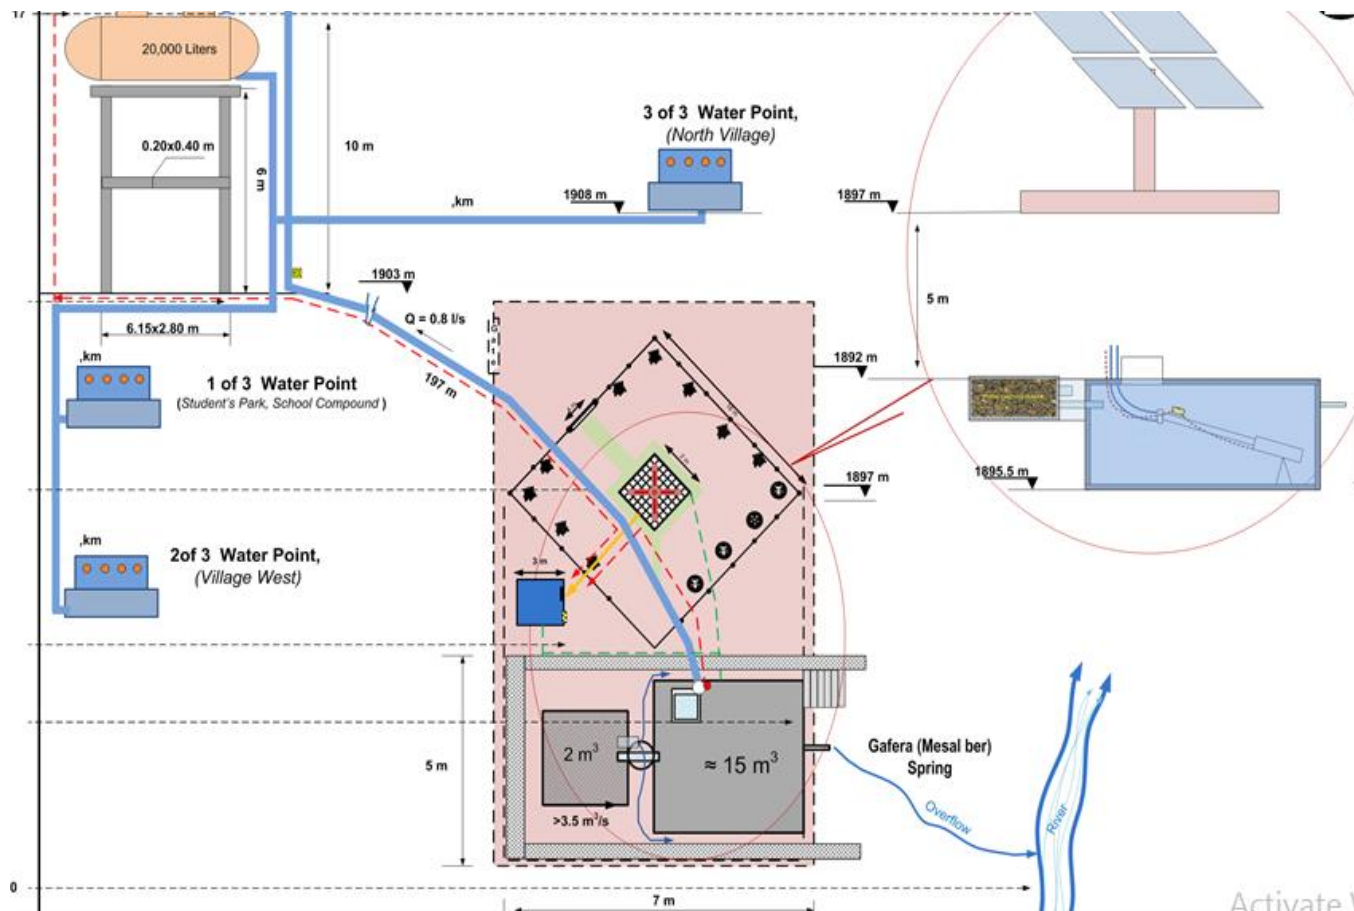 17
20,000 Liters
0.20x0.40 m
6 m
10 m
3 of 3 Water Point,
(North Village)
,km
1908 m
1897 m
5 m
1903 m
Q = 0.8 l/s
197 m
6.15x2.80 m
,km
1 of 3 Water Point
(Student's Park, School Compound )
Gate
1892 m
1897 m
1895.5 m
,km
2of 3 Water Point,
(Village West)
3 m
5 m
2 m³
≈ 15 m³
>3.5 m³/s
Gafera (Mesal ber)
Spring
Overflow
River
0
7 m
Activate